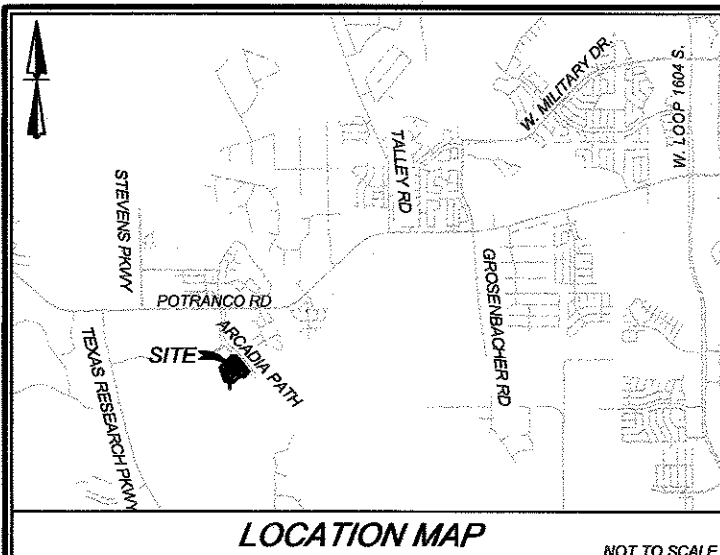 W. MILITARY DR.
W. LOOP 1604 S.
TALLEY RD
STEVENS PKWY
GROSENBACHER RD
POTRANCO RD
ARCADIA PATH
SITE
TEXAS RESEARCH PKWY
LOCATION MAP
NOT TO SCALE